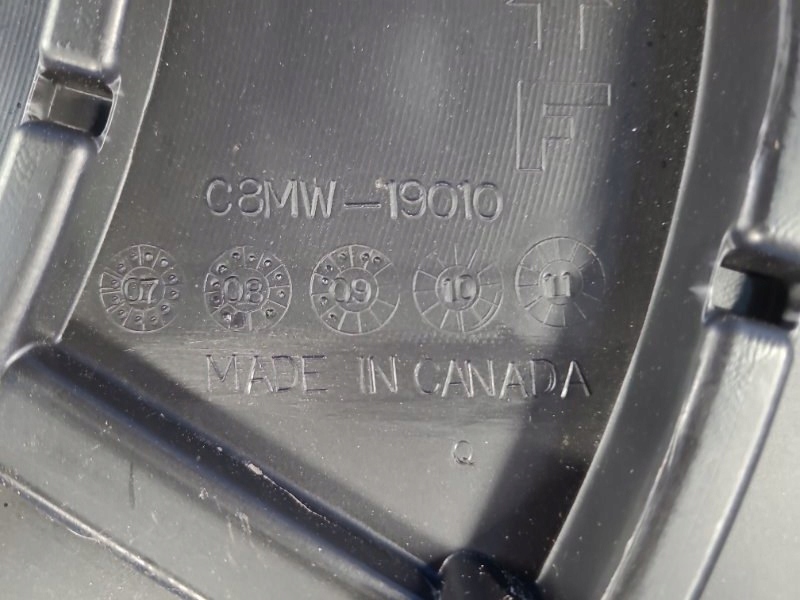 F
C8MW-19010
07 08 09 10 11
MADE IN CANADA
Q